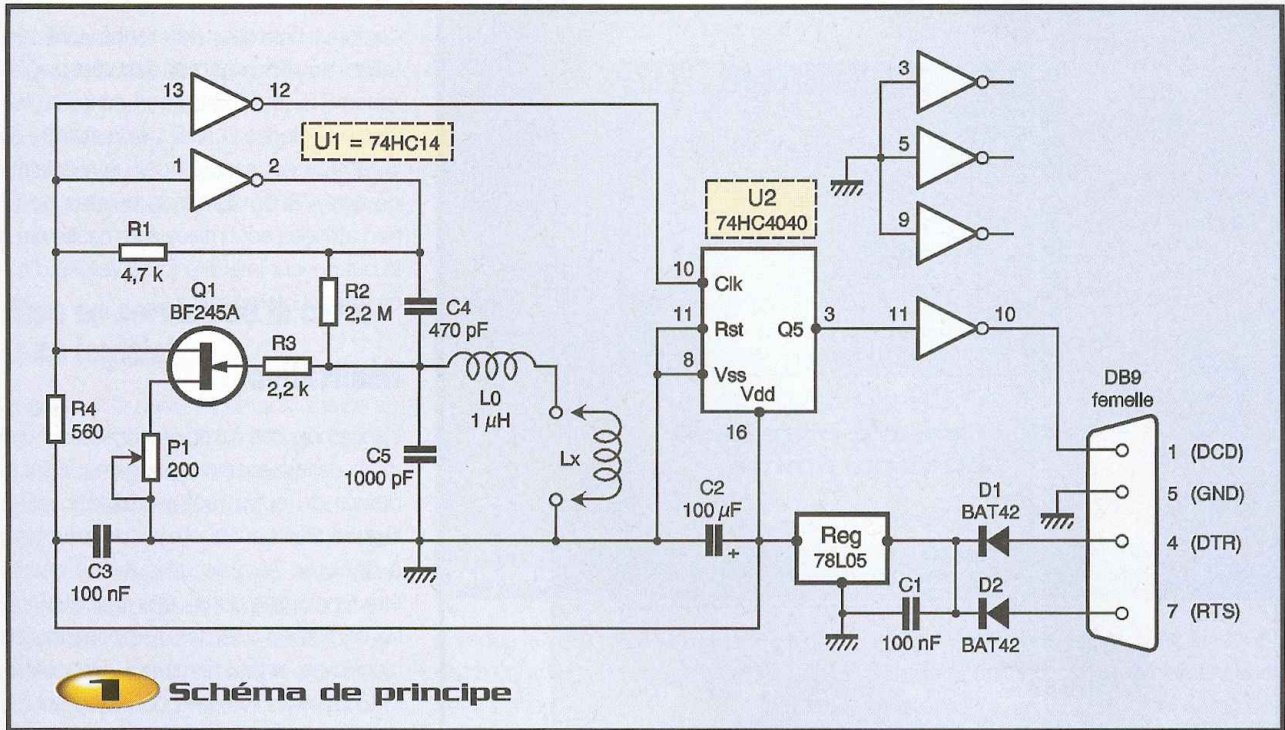 13
12
U1 = 74HC14
1
2
R1
4,7 k
Q1
BF245A
R2
2,2 M
R3
2,2 k
C4
470 pF
L0
1 µH
Lx
R4
560
P1
200
C5
1000 pF
C3
100 nF
C2
100 µF
+
U2
74HC4040
10
Clk
11
Rst
8
Vss
Q5
3
Vdd
16
3
5
9
11
10
Reg
78L05
C1
100 nF
D1
BAT42
D2
BAT42
DB9
femelle
1 (DCD)
5 (GND)
4 (DTR)
7 (RTS)
1 Schéma de principe